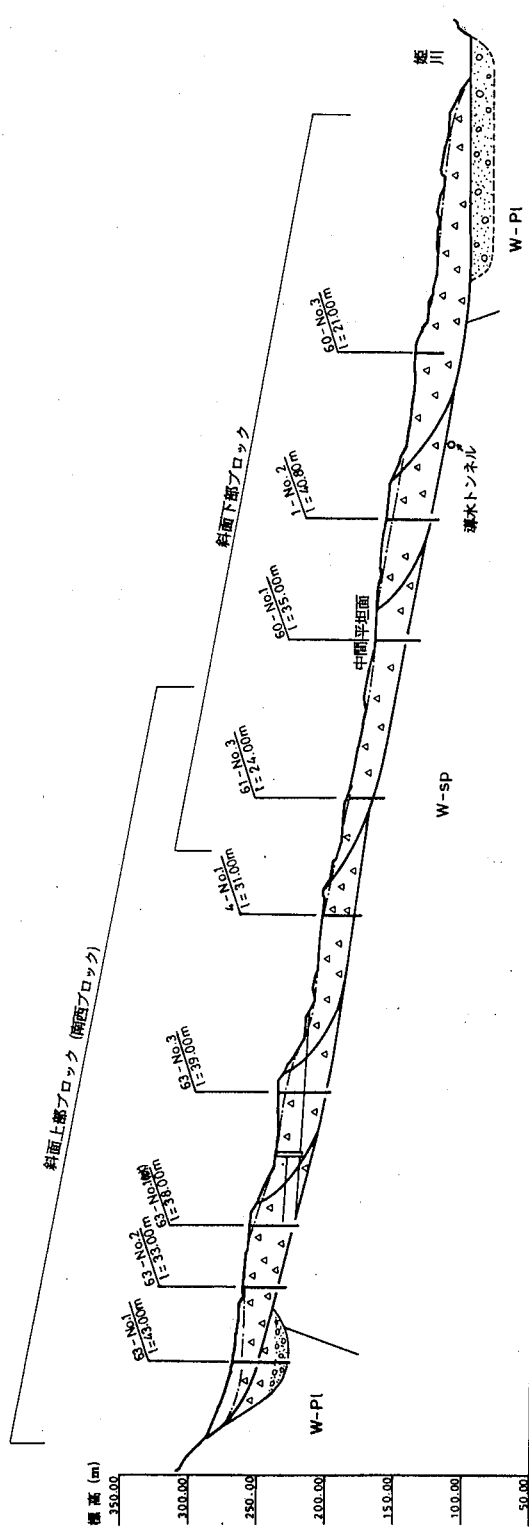 斜面上部ブロック (南西ブロック)
斜面下部ブロック
63-No.1
l=43.00m
63-No.2
l=33.00m
l=38.00m
63-No.3
l=39.00m
4-No.1
l=31.00m
61-No.3
l=24.00m
60-No.1
l=35.00m
1-No.2
l=40.80m
60-No.3
l=21.00m
中間平坦面
導水トンネル
姫川
W-Pl
W-sp
W-Pl
標高 (m)
350.00
300.00
250.00
200.00
150.00
100.00
50.00